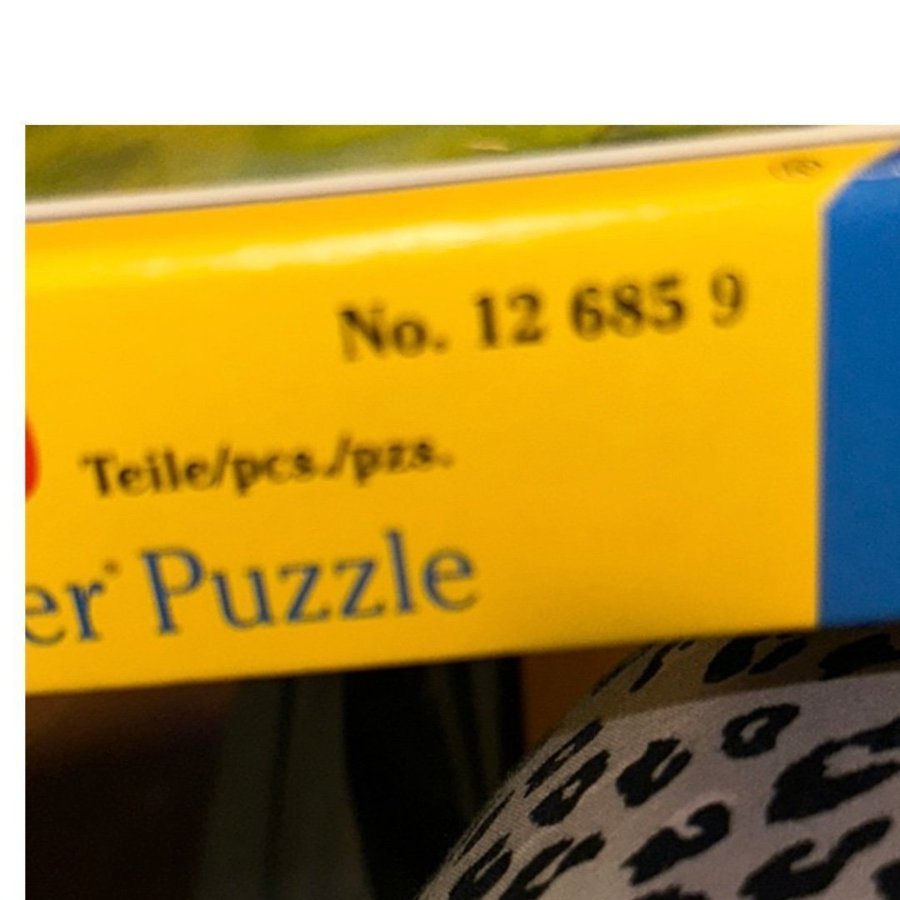 No. 12 685 9
Teile/pcs./pzs.
er® Puzzle